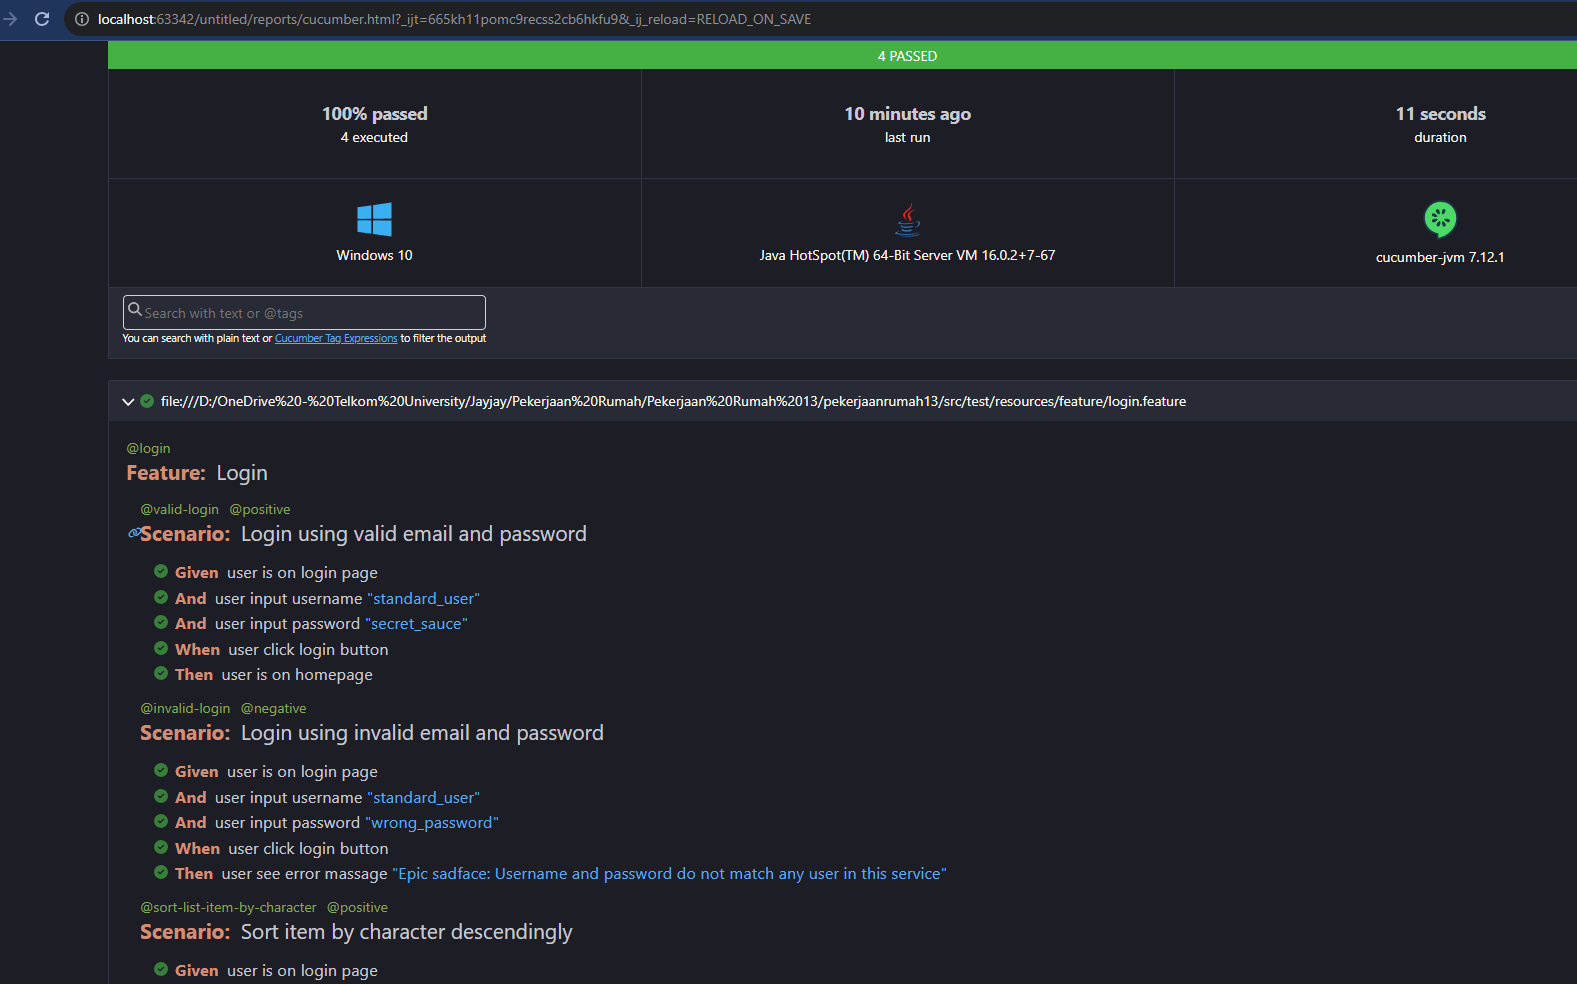 localhost:63342/untitled/reports/cucumber.html?_ijt=665kh11pomc9recss2cb6hkfu9&_ij_reload=RELOAD_ON_SAVE
4 PASSED
100% passed
4 executed
10 minutes ago
last run
11 seconds
duration
Windows 10
Java HotSpot(TM) 64-Bit Server VM 16.0.2+7-67
cucumber-jvm 7.12.1
Search with text or @tags
You can search with plain text or Cucumber Tag Expressions to filter the output
file:///D:/OneDrive%20-%20Telkom%20University/Jayjay/Pekerjaan%20Rumah/Pekerjaan%20Rumah%2013/pekerjaanrumah13/src/test/resources/feature/login.feature
@login
Feature: Login
@valid-login @positive
Scenario: Login using valid email and password
Given user is on login page
And user input username "standard_user"
And user input password "secret_sauce"
When user click login button
Then user is on homepage
@invalid-login @negative
Scenario: Login using invalid email and password
Given user is on login page
And user input username "standard_user"
And user input password "wrong_password"
When user click login button
Then user see error massage "Epic sadface: Username and password do not match any user in this service"
@sort-list-item-by-character @positive
Scenario: Sort item by character descendingly
Given user is on login page